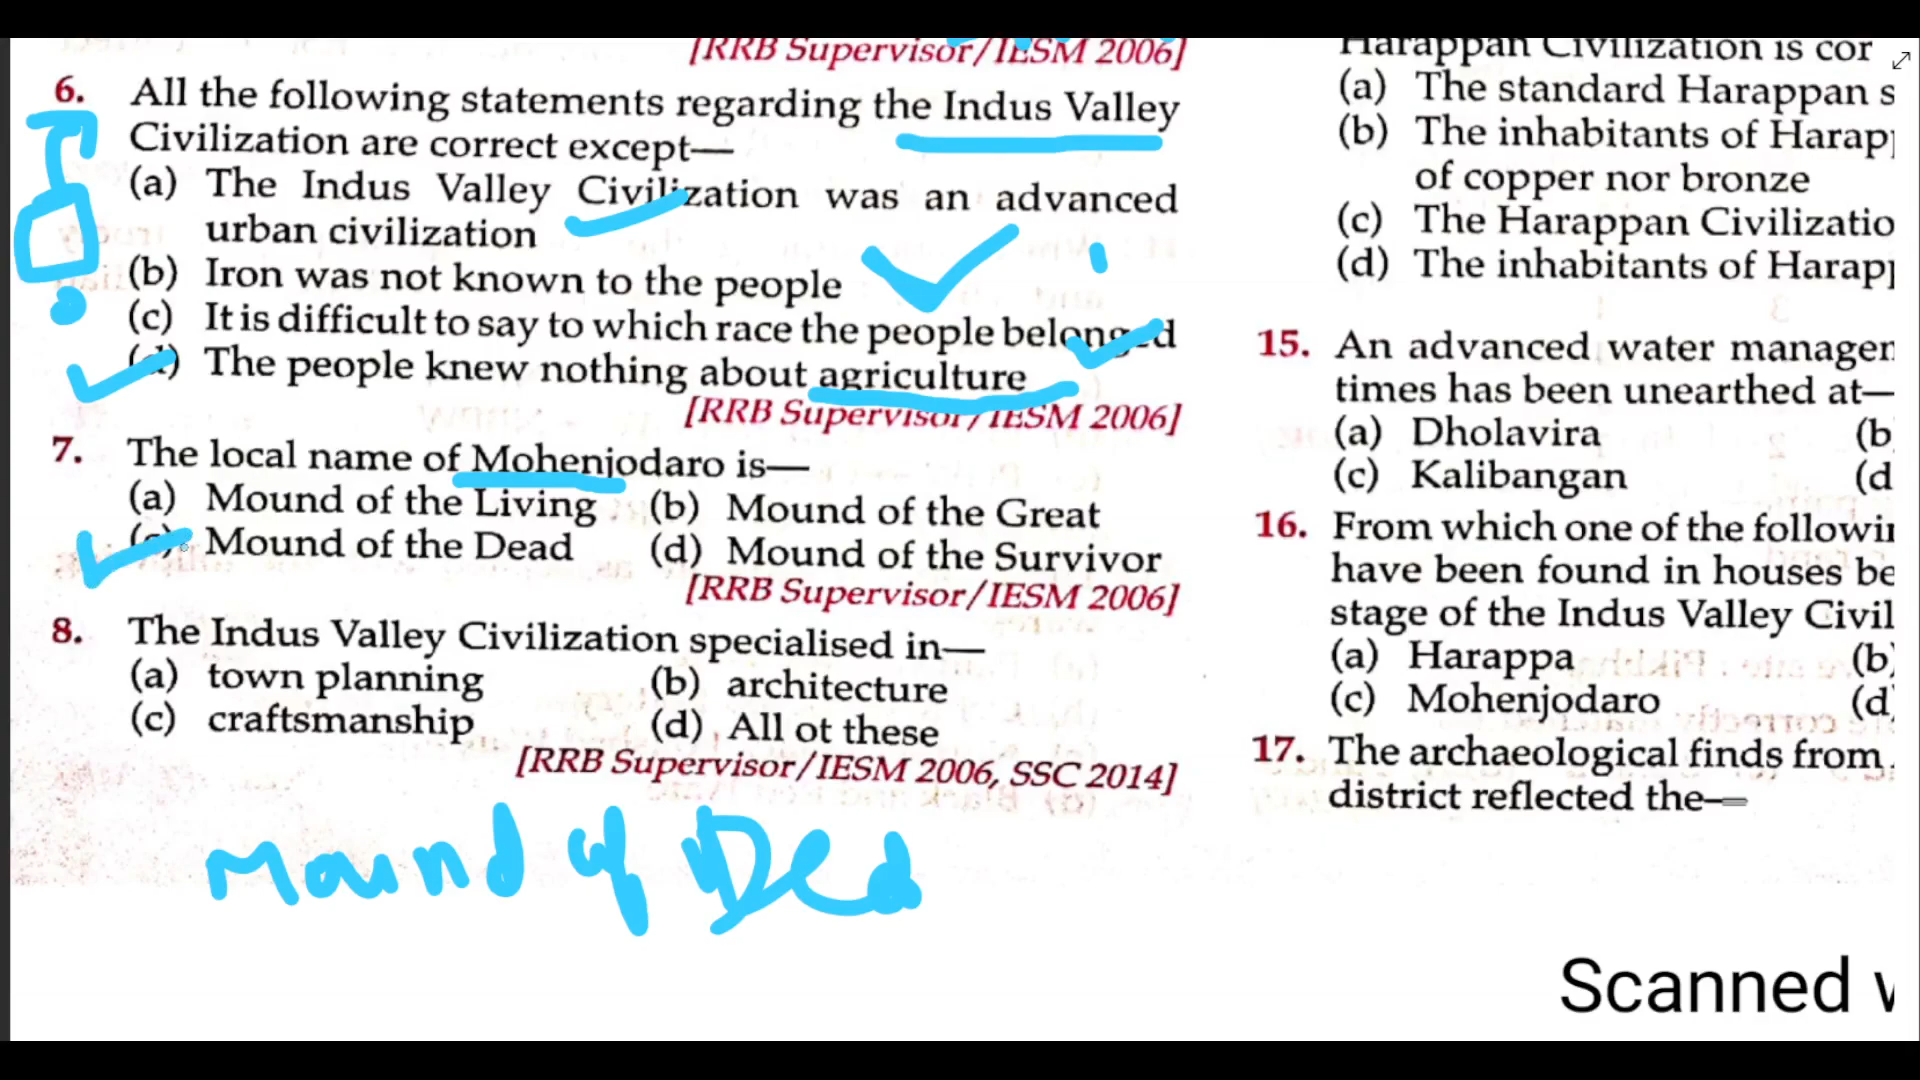 [RRB Supervisor/IESM 2006]
6. All the following statements regarding the Indus Valley
Civilization are correct except—
(a) The Indus Valley Civilization was an advanced
urban civilization
(b) Iron was not known to the people
(c) It is difficult to say to which race the people belonged
(d) The people knew nothing about agriculture
[RRB Supervisor/IESM 2006]
7. The local name of Mohenjodaro is—
(a) Mound of the Living (b) Mound of the Great
(c) Mound of the Dead (d) Mound of the Survivor
[RRB Supervisor/IESM 2006]
8. The Indus Valley Civilization specialised in—
(a) town planning (b) architecture
(c) craftsmanship (d) All ot these
[RRB Supervisor/IESM 2006, SSC 2014]
Mound of Ded
Harappan Civilization is cor
(a) The standard Harappan s
(b) The inhabitants of Harap
of copper nor bronze
(c) The Harappan Civilizatio
(d) The inhabitants of Harap
15. An advanced water manage
times has been unearthed at—
(a) Dholavira (b
(c) Kalibangan (d
16. From which one of the followi
have been found in houses be
stage of the Indus Valley Civil
(a) Harappa (b)
(c) Mohenjodaro (d
17. The archaeological finds from
district reflected the—
Scanned